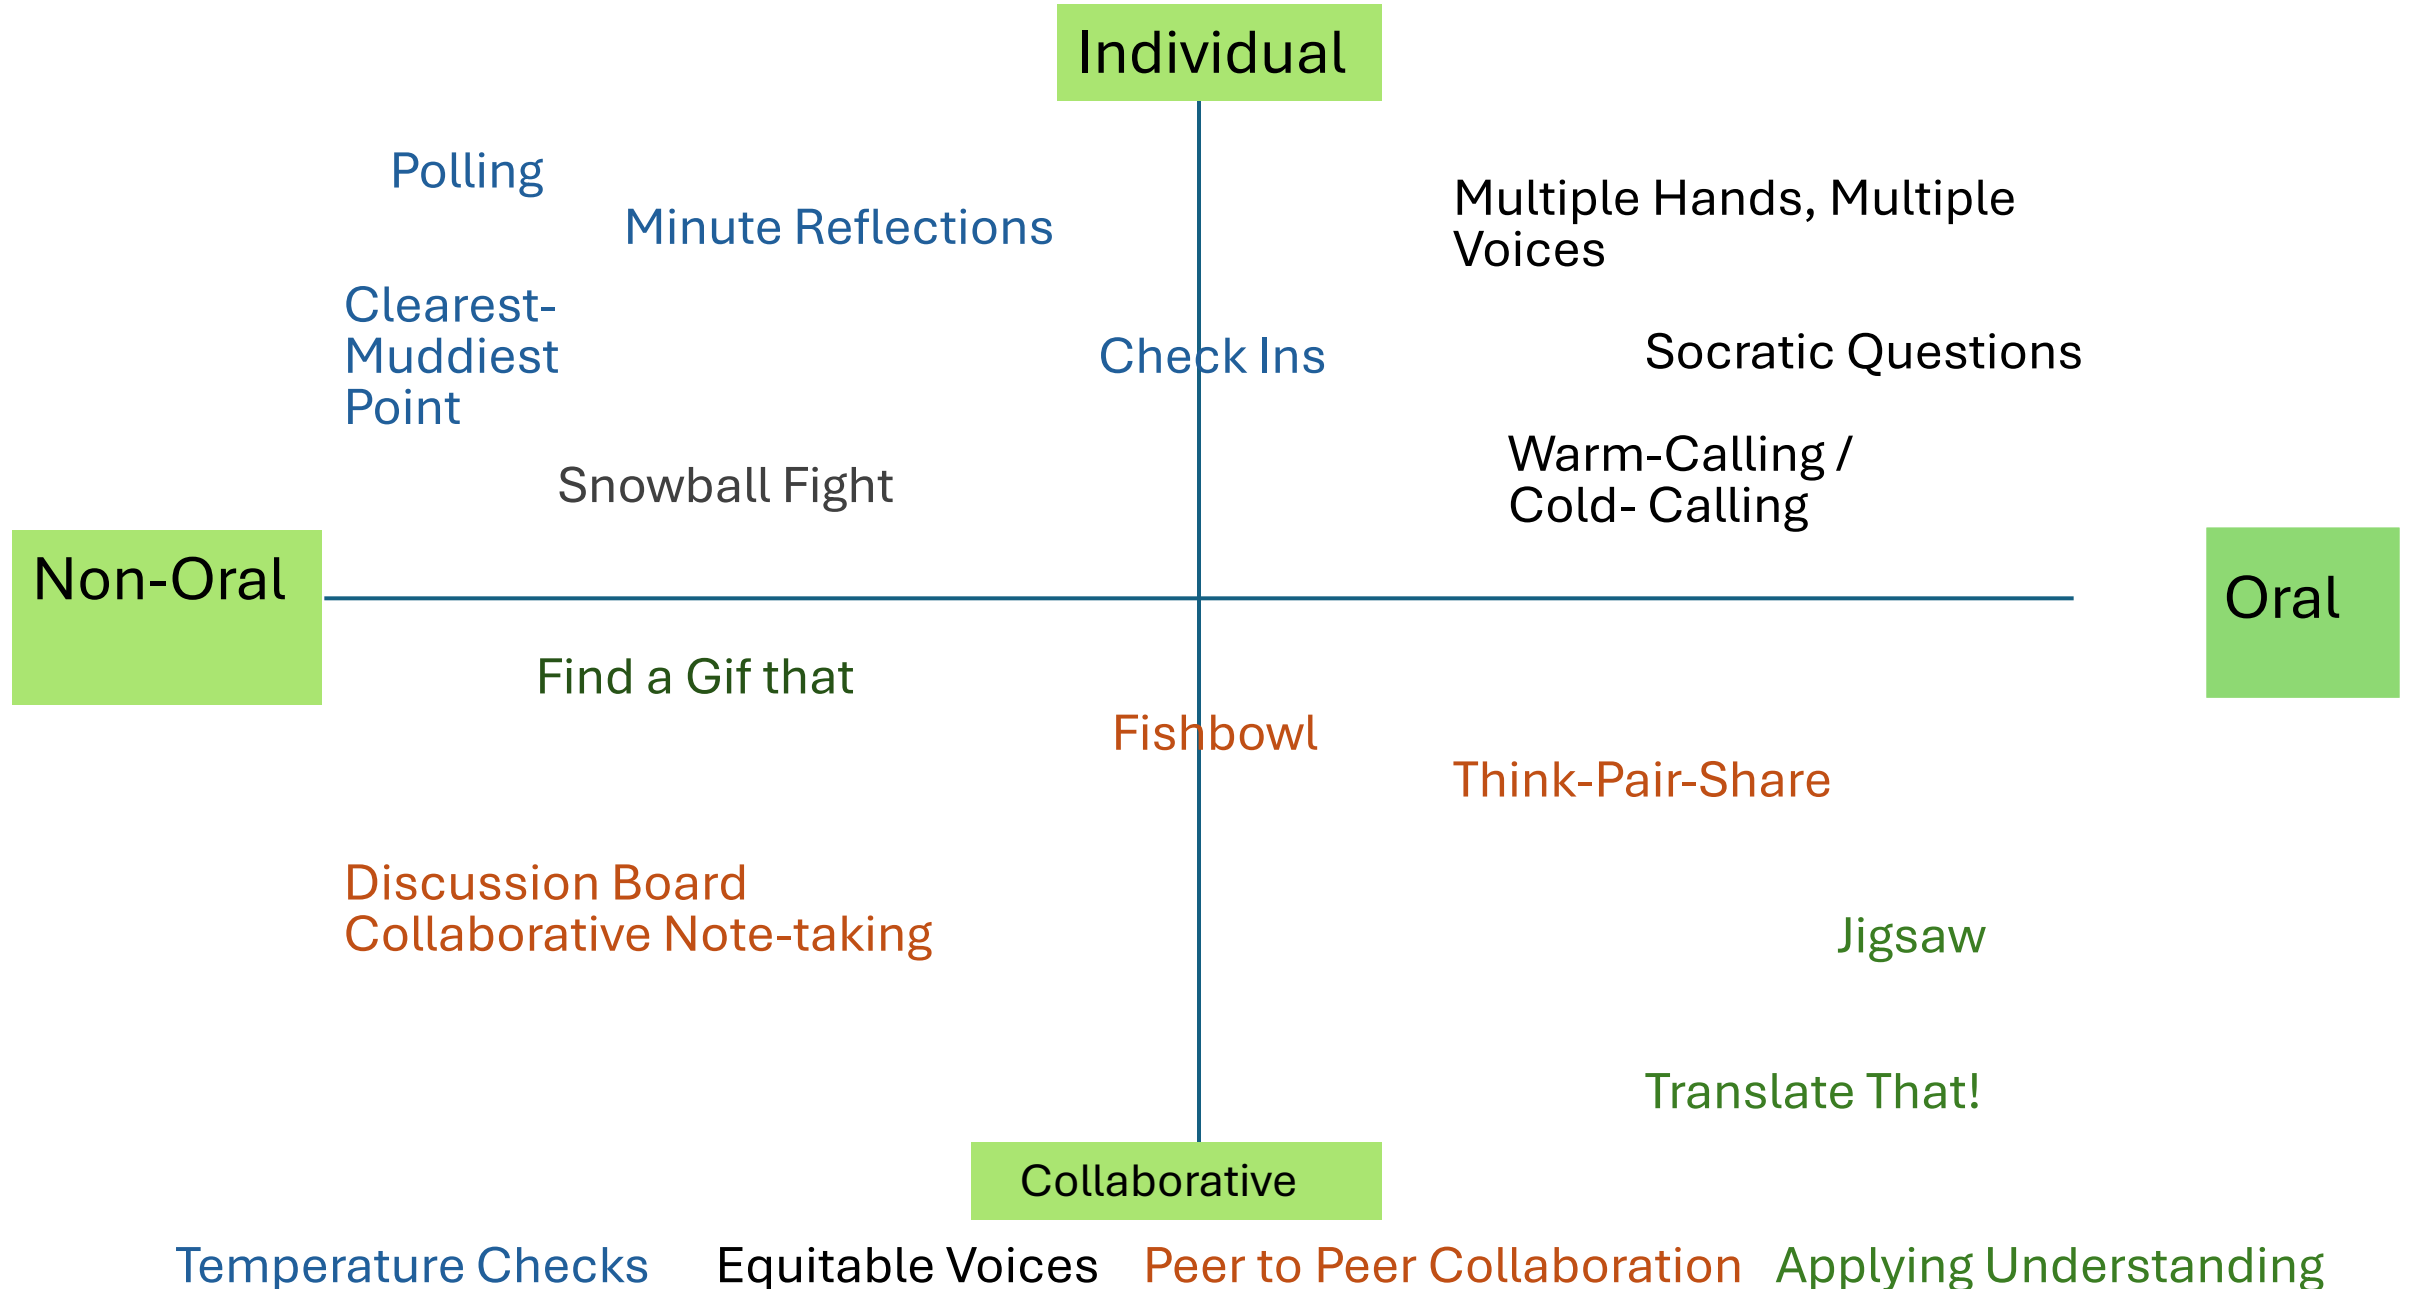 Individual
Polling
Multiple Hands, Multiple
Voices
Minute Reflections
Clearest-
Muddiest
Point
Check Ins
Socratic Questions
Warm-Calling /
Cold- Calling
Snowball Fight
Non-Oral
Oral
Find a Gif that
Fishbowl
Think-Pair-Share
Discussion Board
Collaborative Note-taking
Jigsaw
Translate That!
Collaborative
Temperature Checks
Equitable Voices
Peer to Peer Collaboration
Applying Understanding